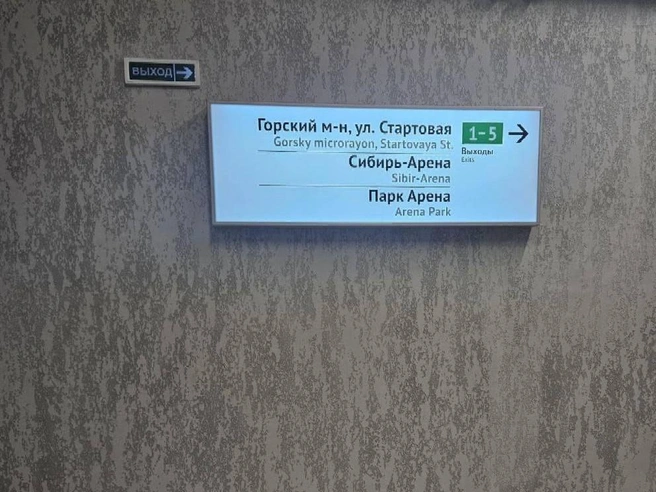 ВЫХОД
Горский м-н, ул. Стартовая
Gorsky microrayon, Startovaya St.
Сибирь-Арена
Sibir-Arena
Парк Арена
Arena Park
1-5
Выходы
Exits